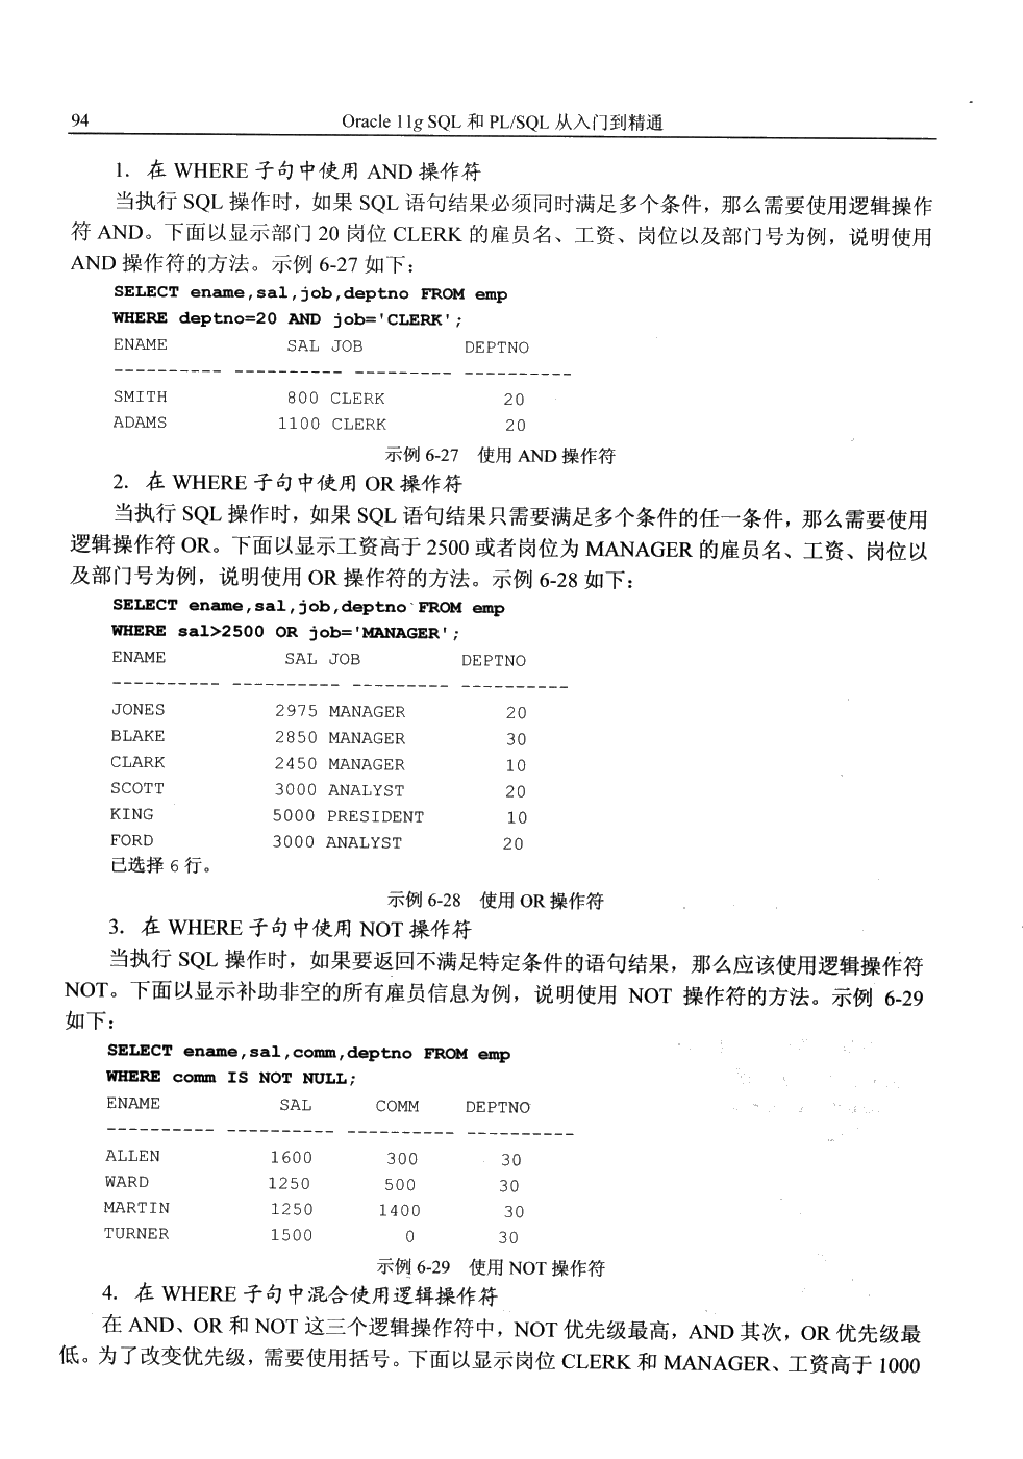 94 Oracle 11g SQL 和 PL/SQL 从入门到精通
1. 在 WHERE 子句中使用 AND 操作符
当执行 SQL 操作时，如果 SQL 语句结果必须同时满足多个条件，那么需要使用逻辑操作
符 AND。下面以显示部门 20 岗位 CLERK 的雇员名、工资、岗位以及部门号为例，说明使用
AND 操作符的方法。示例 6-27 如下：
SELECT ename,sal,job,deptno FROM emp
WHERE deptno=20 AND job='CLERK';
ENAME SAL JOB DEPTNO
---------- ---------- --------- ----------
SMITH 800 CLERK 20
ADAMS 1100 CLERK 20
示例 6-27 使用 AND 操作符
2. 在 WHERE 子句中使用 OR 操作符
当执行 SQL 操作时，如果 SQL 语句结果只需要满足多个条件的任一条件，那么需要使用
逻辑操作符 OR。下面以显示工资高于 2500 或者岗位为 MANAGER 的雇员名、工资、岗位以
及部门号为例，说明使用 OR 操作符的方法。示例 6-28 如下：
SELECT ename,sal,job,deptno FROM emp
WHERE sal>2500 OR job='MANAGER';
ENAME SAL JOB DEPTNO
---------- ---------- --------- ----------
JONES 2975 MANAGER 20
BLAKE 2850 MANAGER 30
CLARK 2450 MANAGER 10
SCOTT 3000 ANALYST 20
KING 5000 PRESIDENT 10
FORD 3000 ANALYST 20
已选择 6 行。
示例 6-28 使用 OR 操作符
3. 在 WHERE 子句中使用 NOT 操作符
当执行 SQL 操作时，如果要返回不满足特定条件的语句结果，那么应该使用逻辑操作符
NOT。下面以显示补助非空的所有雇员信息为例，说明使用 NOT 操作符的方法。示例 6-29
如下：
SELECT ename,sal,comm,deptno FROM emp
WHERE comm IS NOT NULL;
ENAME SAL COMM DEPTNO
---------- ---------- ---------- ----------
ALLEN 1600 300 30
WARD 1250 500 30
MARTIN 1250 1400 30
TURNER 1500 0 30
示例 6-29 使用 NOT 操作符
4. 在 WHERE 子句中混合使用逻辑操作符
在 AND、OR 和 NOT 这三个逻辑操作符中，NOT 优先级最高，AND 其次，OR 优先级最
低。为了改变优先级，需要使用括号。下面以显示岗位 CLERK 和 MANAGER、工资高于 1000